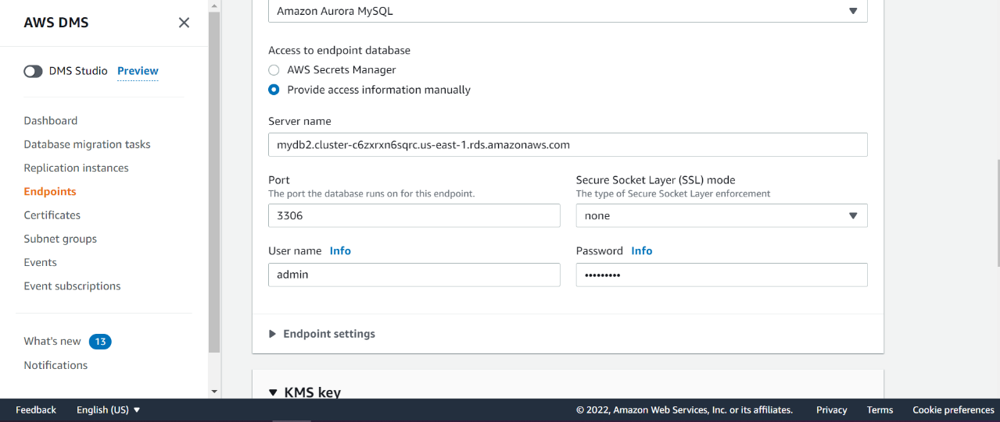 AWS DMS
DMS Studio Preview
Dashboard
Database migration tasks
Replication instances
Endpoints
Certificates
Subnet groups
Events
Event subscriptions
What's new 13
Notifications
Amazon Aurora MySQL
Access to endpoint database
AWS Secrets Manager
Provide access information manually
Server name
mydb2.cluster-c6zxrxn6sqrc.us-east-1.rds.amazonaws.com
Port
The port the database runs on for this endpoint.
3306
Secure Socket Layer (SSL) mode
The type of Secure Socket Layer enforcement
none
User name Info
admin
Password Info
•••••••••
Endpoint settings
KMS key
Feedback English (US) © 2022, Amazon Web Services, Inc. or its affiliates. Privacy Terms Cookie preferences